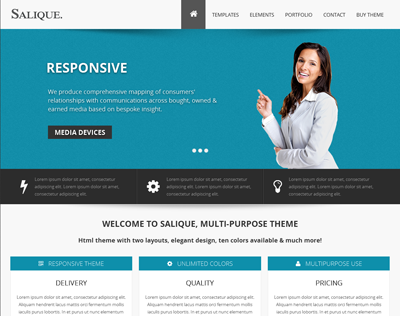 SALIQUE.
TEMPLATES ELEMENTS PORTFOLIO CONTACT BUY THEME
RESPONSIVE
We produce comprehensive mapping of consumers'
relationships with communications across bought, owned &
earned media based on bespoke insight.
MEDIA DEVICES
Lorem ipsum dolor sit amet, consectetur
adipiscing elit. Lorem ipsum dolor sit amet,
consectetur adipiscing elit.
Lorem ipsum dolor sit amet, consectetur
adipiscing elit. Lorem ipsum dolor sit amet,
consectetur adipiscing elit.
Lorem ipsum dolor sit amet, consectetur
adipiscing elit. Lorem ipsum dolor sit amet,
consectetur adipiscing elit.
WELCOME TO SALIQUE, MULTI-PURPOSE THEME
Html theme with two layouts, elegant design, ten colors available & much more!
RESPONSIVE THEME
DELIVERY
Lorem ipsum dolor sit amet, consectetur adipiscing elit.
Aliquam hendrerit mattis orci fermentum mollis
iaculis purus lobortis. In et purus ut nunc elementum
UNLIMITED COLORS
QUALITY
Lorem ipsum dolor sit amet, consectetur adipiscing elit.
Aliquam hendrerit mattis orci fermentum mollis
iaculis purus lobortis. In et purus ut nunc elementum
MULTIPURPOSE USE
PRICING
Lorem ipsum dolor sit amet, consectetur adipiscing elit.
Aliquam hendrerit mattis orci fermentum mollis
iaculis purus lobortis. In et purus ut nunc elementum